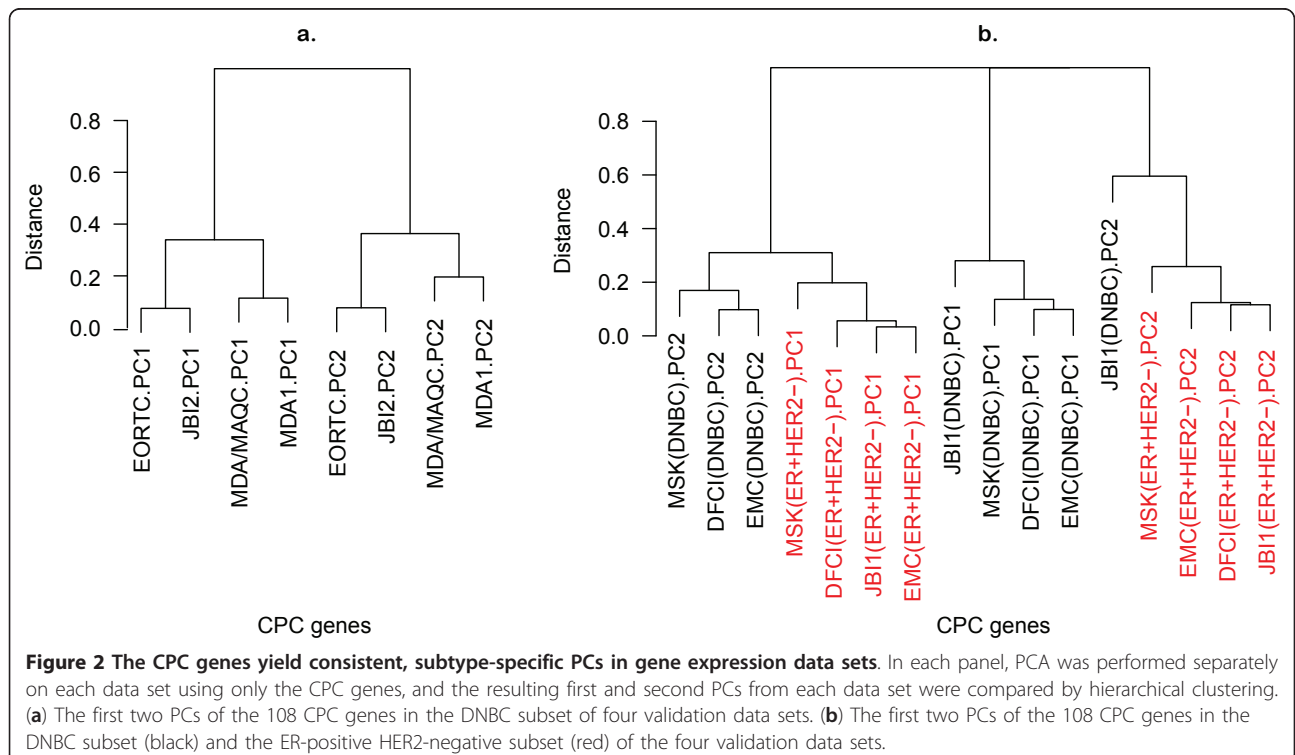 a.
b.
Distance
0.8
0.6
0.4
0.2
0.0
EORTC.PC1
JBI2.PC1
MDA/MAQC.PC1
MDA1.PC1
EORTC.PC2
JBI2.PC2
MDA/MAQC.PC2
MDA1.PC2
CPC genes
Distance
0.8
0.6
0.4
0.2
0.0
MSK(DNBC).PC2
DFCI(DNBC).PC2
EMC(DNBC).PC2
MSK(ER+HER2−).PC1
DFCI(ER+HER2−).PC1
JBI1(ER+HER2−).PC1
EMC(ER+HER2−).PC1
JBI1(DNBC).PC1
MSK(DNBC).PC1
DFCI(DNBC).PC1
EMC(DNBC).PC1
JBI1(DNBC).PC2
MSK(ER+HER2−).PC2
EMC(ER+HER2−).PC2
DFCI(ER+HER2−).PC2
JBI1(ER+HER2−).PC2
CPC genes
Figure 2 The CPC genes yield consistent, subtype-specific PCs in gene expression data sets. In each panel, PCA was performed separately
on each data set using only the CPC genes, and the resulting first and second PCs from each data set were compared by hierarchical clustering.
(a) The first two PCs of the 108 CPC genes in the DNBC subset of four validation data sets. (b) The first two PCs of the 108 CPC genes in the
DNBC subset (black) and the ER-positive HER2-negative subset (red) of the four validation data sets.